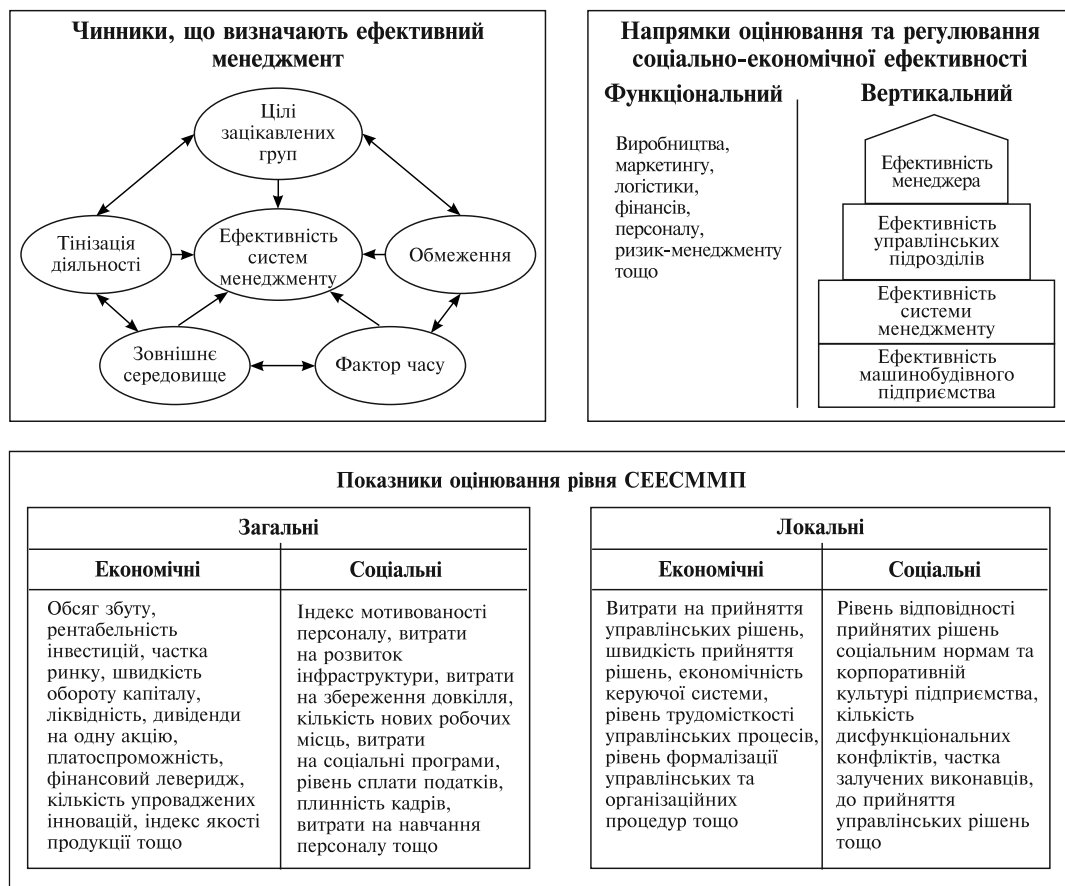 Чинники, що визначають ефективний
менеджмент
Цілі
зацікавлених
груп
Тінізація
діяльності
Ефективність
систем
менеджменту
Обмеження
Зовнішнє
середовище
Фактор часу
Напрямки оцінювання та регулювання
соціально-економічної ефективності
Функціональний
Виробництва,
маркетингу,
логістики,
фінансів,
персоналу,
ризик-менеджменту
тощо
Вертикальний
Ефективність
менеджера
Ефективність
управлінських
підрозділів
Ефективність
системи
менеджменту
Ефективність
машинобудівного
підприємства
Показники оцінювання рівня СЕЕСММП
Загальні
Економічні
Обсяг збуту,
рентабельність
інвестицій, частка
ринку, швидкість
обороту капіталу,
ліквідність, дивіденди
на одну акцію,
платоспроможність,
фінансовий леверидж,
кількість упроваджених
інновацій, індекс якості
продукції тощо
Соціальні
Індекс мотивованості
персоналу, витрати
на розвиток
інфраструктури, витрати
на збереження довкілля,
кількість нових робочих
місць, витрати
на соціальні програми,
рівень сплати податків,
плинність кадрів,
витрати на навчання
персоналу тощо
Локальні
Економічні
Витрати на прийняття
управлінських рішень,
швидкість прийняття
рішень, економічність
керуючої системи,
рівень трудомісткості
управлінських процесів,
рівень формалізації
управлінських та
організаційних
процедур тощо
Соціальні
Рівень відповідності
прийнятих рішень
соціальним нормам та
корпоративній
культурі підприємства,
кількість
дисфункціональних
конфліктів, частка
залучених виконавців,
до прийняття
управлінських рішень
тощо